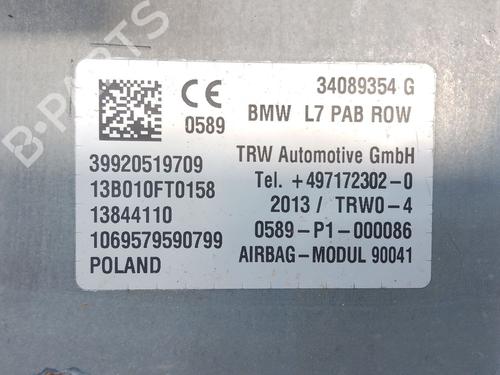 B-PARTS
34089354 G
CE
0589
BMW L7 PAB ROW
39920519709
13B010FT0158
13844110
1069579590799
POLAND
TRW Automotive GmbH
Tel. +497172302-0
2013 / TRWO-4
0589-P1-000086
AIRBAG-MODUL 90041